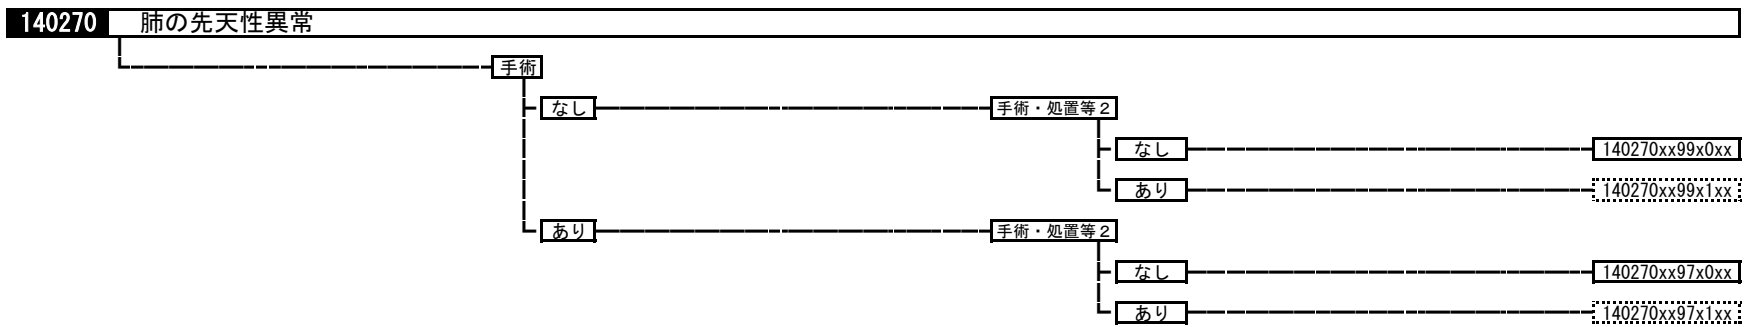 140270 肺の先天性異常
手術
なし 手術・処置等2
なし 140270xx99x0xx
あり 140270xx99x1xx
あり 手術・処置等2
なし 140270xx97x0xx
あり 140270xx97x1xx